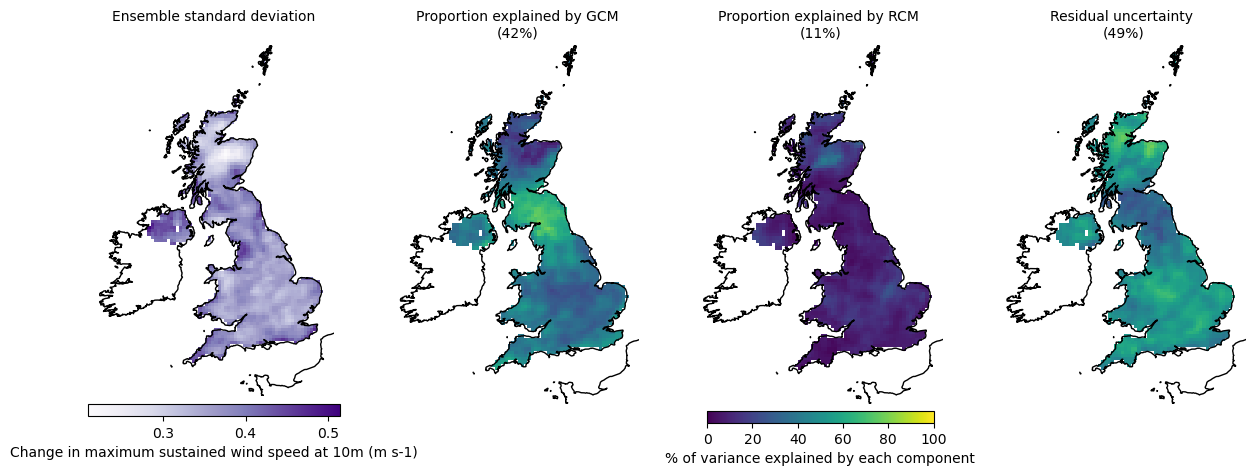 Ensemble standard deviation
Proportion explained by GCM
(42%)
Proportion explained by RCM
(11%)
Residual uncertainty
(49%)
0.3 0.4 0.5
Change in maximum sustained wind speed at 10m (m s-1)
0 20 40 60 80 100
% of variance explained by each component